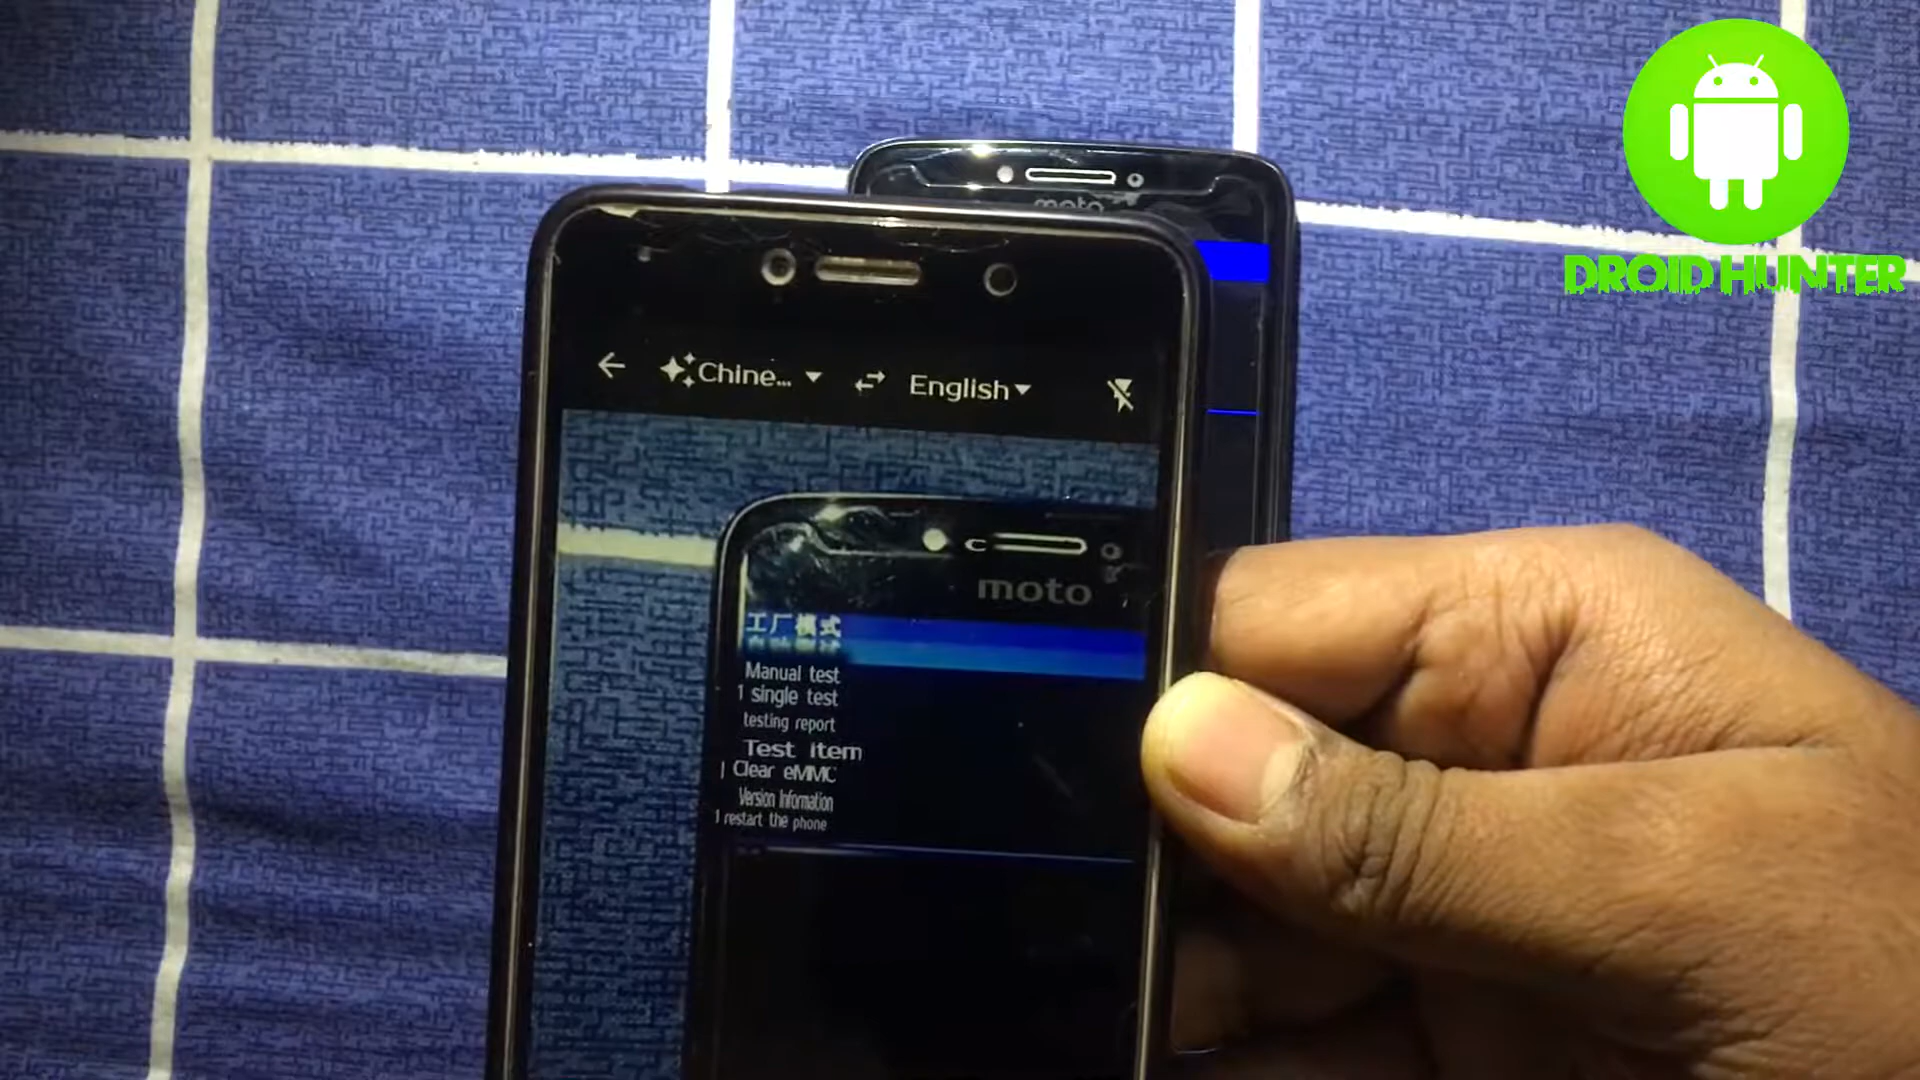 DROID HUNTER
moto
Chine...
English
moto
工厂模式
Manual test
1 single test
testing report
Test item
| Clear eMMC
Version Information
1 restart the phone